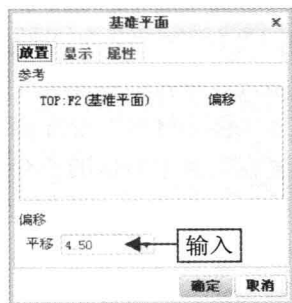 基准平面 ×
放置 显示 属性
参考
TOP:F2(基准平面) 偏移
偏移
平移 4.50 输入
确定 取消